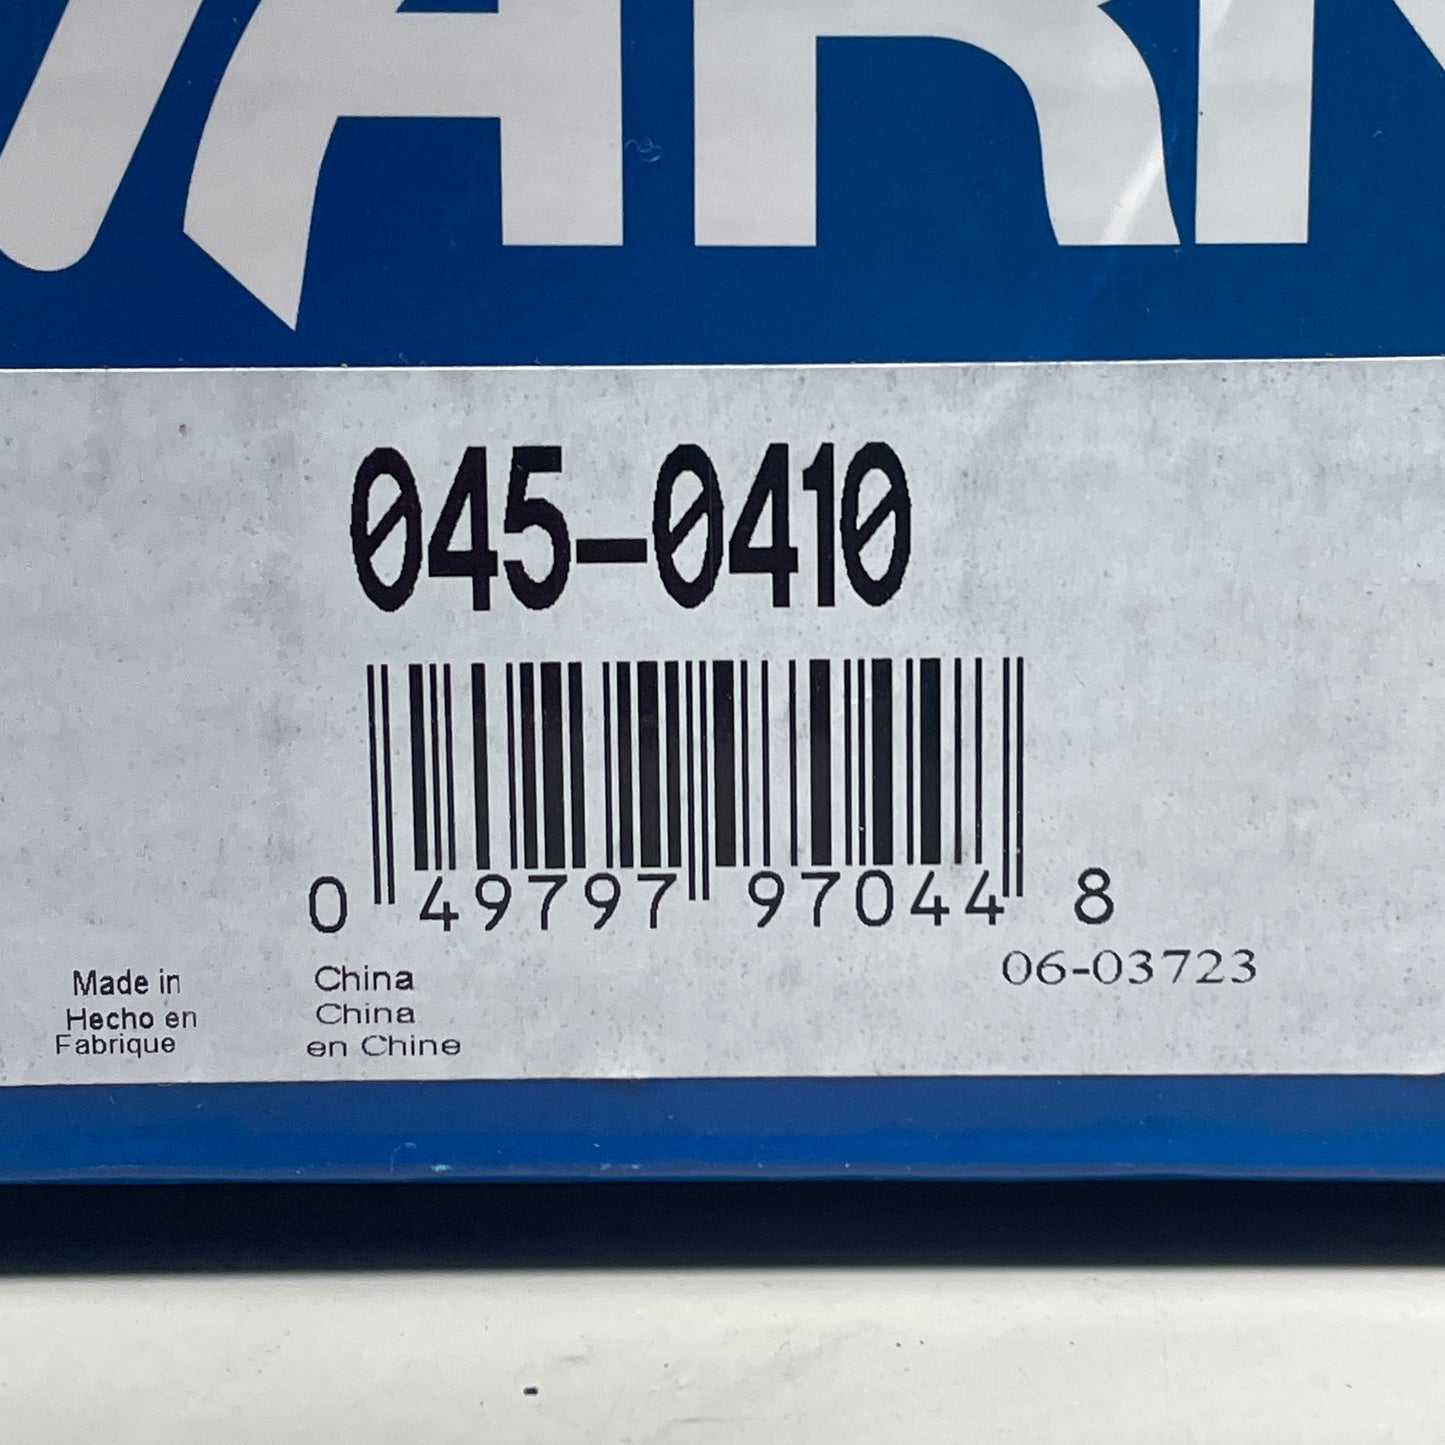 045-0410
0 49797 97044 8
06-03723
Made in China
Hecho en China
Fabrique en Chine